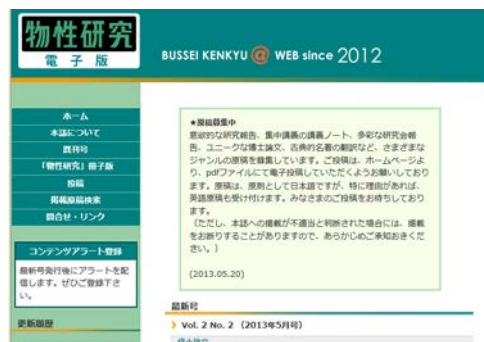 物性研究
電子版
BUSSEI KENKYU @ WEB since 2012
ホーム
本誌について
既刊号
「物性研究」冊子版
投稿
掲載原稿検索
問合せ・リンク
コンテンツアラート登録
最新号発行後にアラートを配
信します。ぜひご登録下さ
い。
更新履歴
★原稿募集中
意欲的な研究報告、集中講義の講義ノート、多彩な研究会報
告、ユニークな博士論文、古典的名著の翻訳など、さまざまな
ジャンルの原稿を募集しています。ご投稿は、ホームページよ
り、pdfファイルにて電子投稿していただくようお願いしており
ます。原稿は、原則として日本語ですが、特に理由があれば、
英語原稿も受け付けます。みなさまのご投稿をお待ちしており
ます。
(ただし、本誌への掲載が不適当と判断された場合には、掲載
をお断りすることがありますので、あらかじめご承知おきくだ
さい。)
(2013.05.20)
最新号
Vol. 2 No. 2 (2013年5月号)